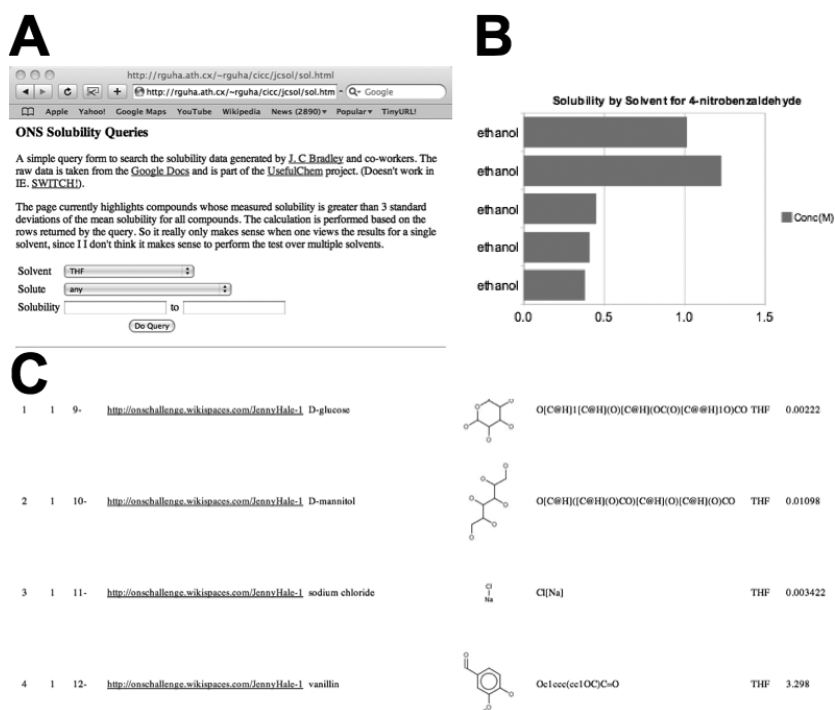 A
http://rguha.ath.cx/~rguha/cicc/jcsol/sol.html
http://rguha.ath.cx/~rguha/cicc/jcsol/sol.htm
Google
Apple Yahoo! Google Maps YouTube Wikipedia News (2890) Popular TinyURL!
ONS Solubility Queries
A simple query form to search the solubility data generated by J. C Bradley and co-workers. The
raw data is taken from the Google Docs and is part of the UsefulChem project. (Doesn't work in
IE. SWITCH!).
The page currently highlights compounds whose measured solubility is greater than 3 standard
deviations of the mean solubility for all compounds. The calculation is performed based on the
rows returned by the query. So it really only makes sense when one views the results for a single
solvent, since I I don't think it makes sense to perform the test over multiple solvents.
Solvent THF
Solute any
Solubility to
Do Query
B
Solubility by Solvent for 4-nitrobenzaldehyde
ethanol
ethanol
ethanol
ethanol
ethanol
Conc(M)
0.0 0.5 1.0 1.5
C
1 1 9- http://onschallenge.wikispaces.com/JennyHale-1 D-glucose O[C@H]1[C@H](O)[C@H](OC(O)[C@@H]1O)CO THF 0.00222
2 1 10- http://onschallenge.wikispaces.com/JennyHale-1 D-mannitol O[C@H]([C@H](O)CO)[C@H](O)[C@H](O)CO THF 0.01098
3 1 11- http://onschallenge.wikispaces.com/JennyHale-1 sodium chloride Cl[Na] THF 0.003422
Cl
Na
4 1 12- http://onschallenge.wikispaces.com/JennyHale-1 vanillin Oc1ccc(cc1OC)C=O THF 3.298